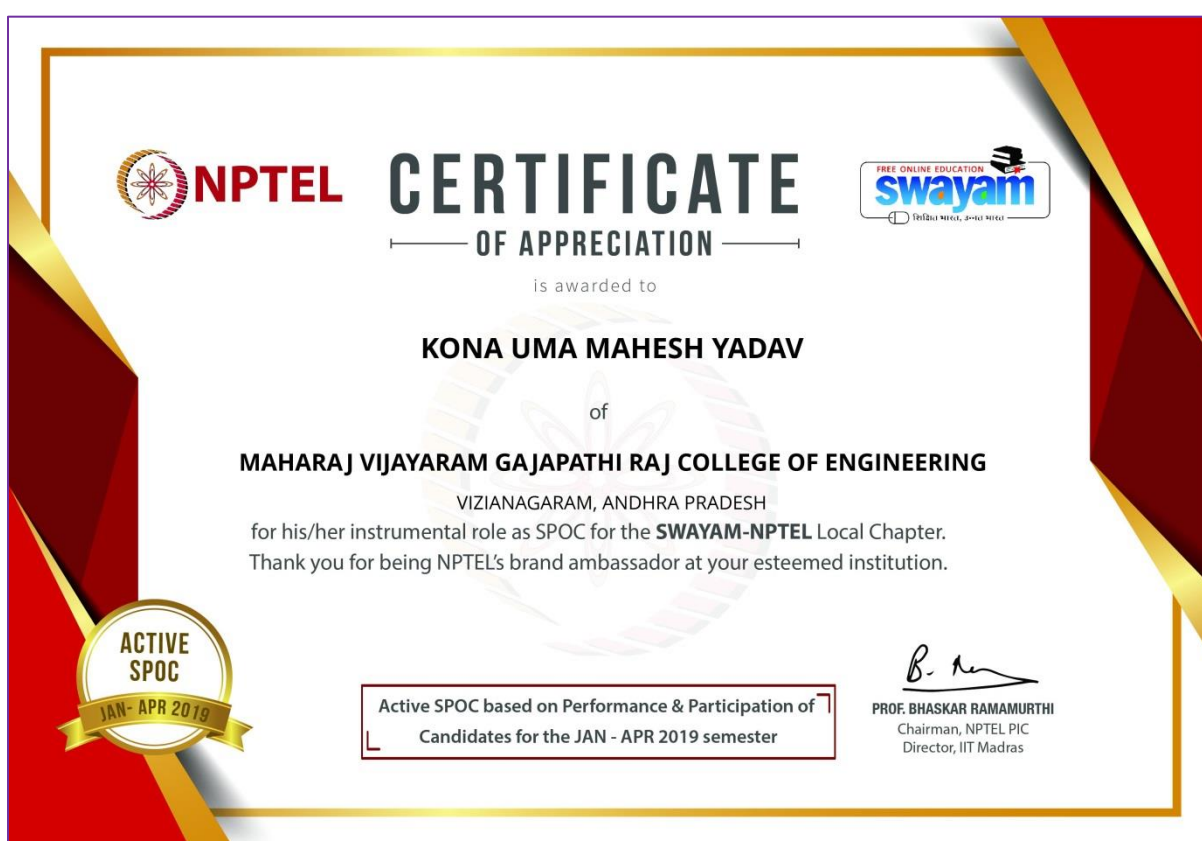 NPTEL
CERTIFICATE
OF APPRECIATION
FREE ONLINE EDUCATION
swayam
शिक्षित भारत, उन्नत भारत
is awarded to
KONA UMA MAHESH YADAV
of
MAHARAJ VIJAYARAM GAJAPATHI RAJ COLLEGE OF ENGINEERING
VIZIANAGARAM, ANDHRA PRADESH
for his/her instrumental role as SPOC for the SWAYAM-NPTEL Local Chapter.
Thank you for being NPTEL's brand ambassador at your esteemed institution.
ACTIVE
SPOC
JAN- APR 2019
Active SPOC based on Performance & Participation of
Candidates for the JAN - APR 2019 semester
B. 
PROF. BHASKAR RAMAMURTHI
Chairman, NPTEL PIC
Director, IIT Madras